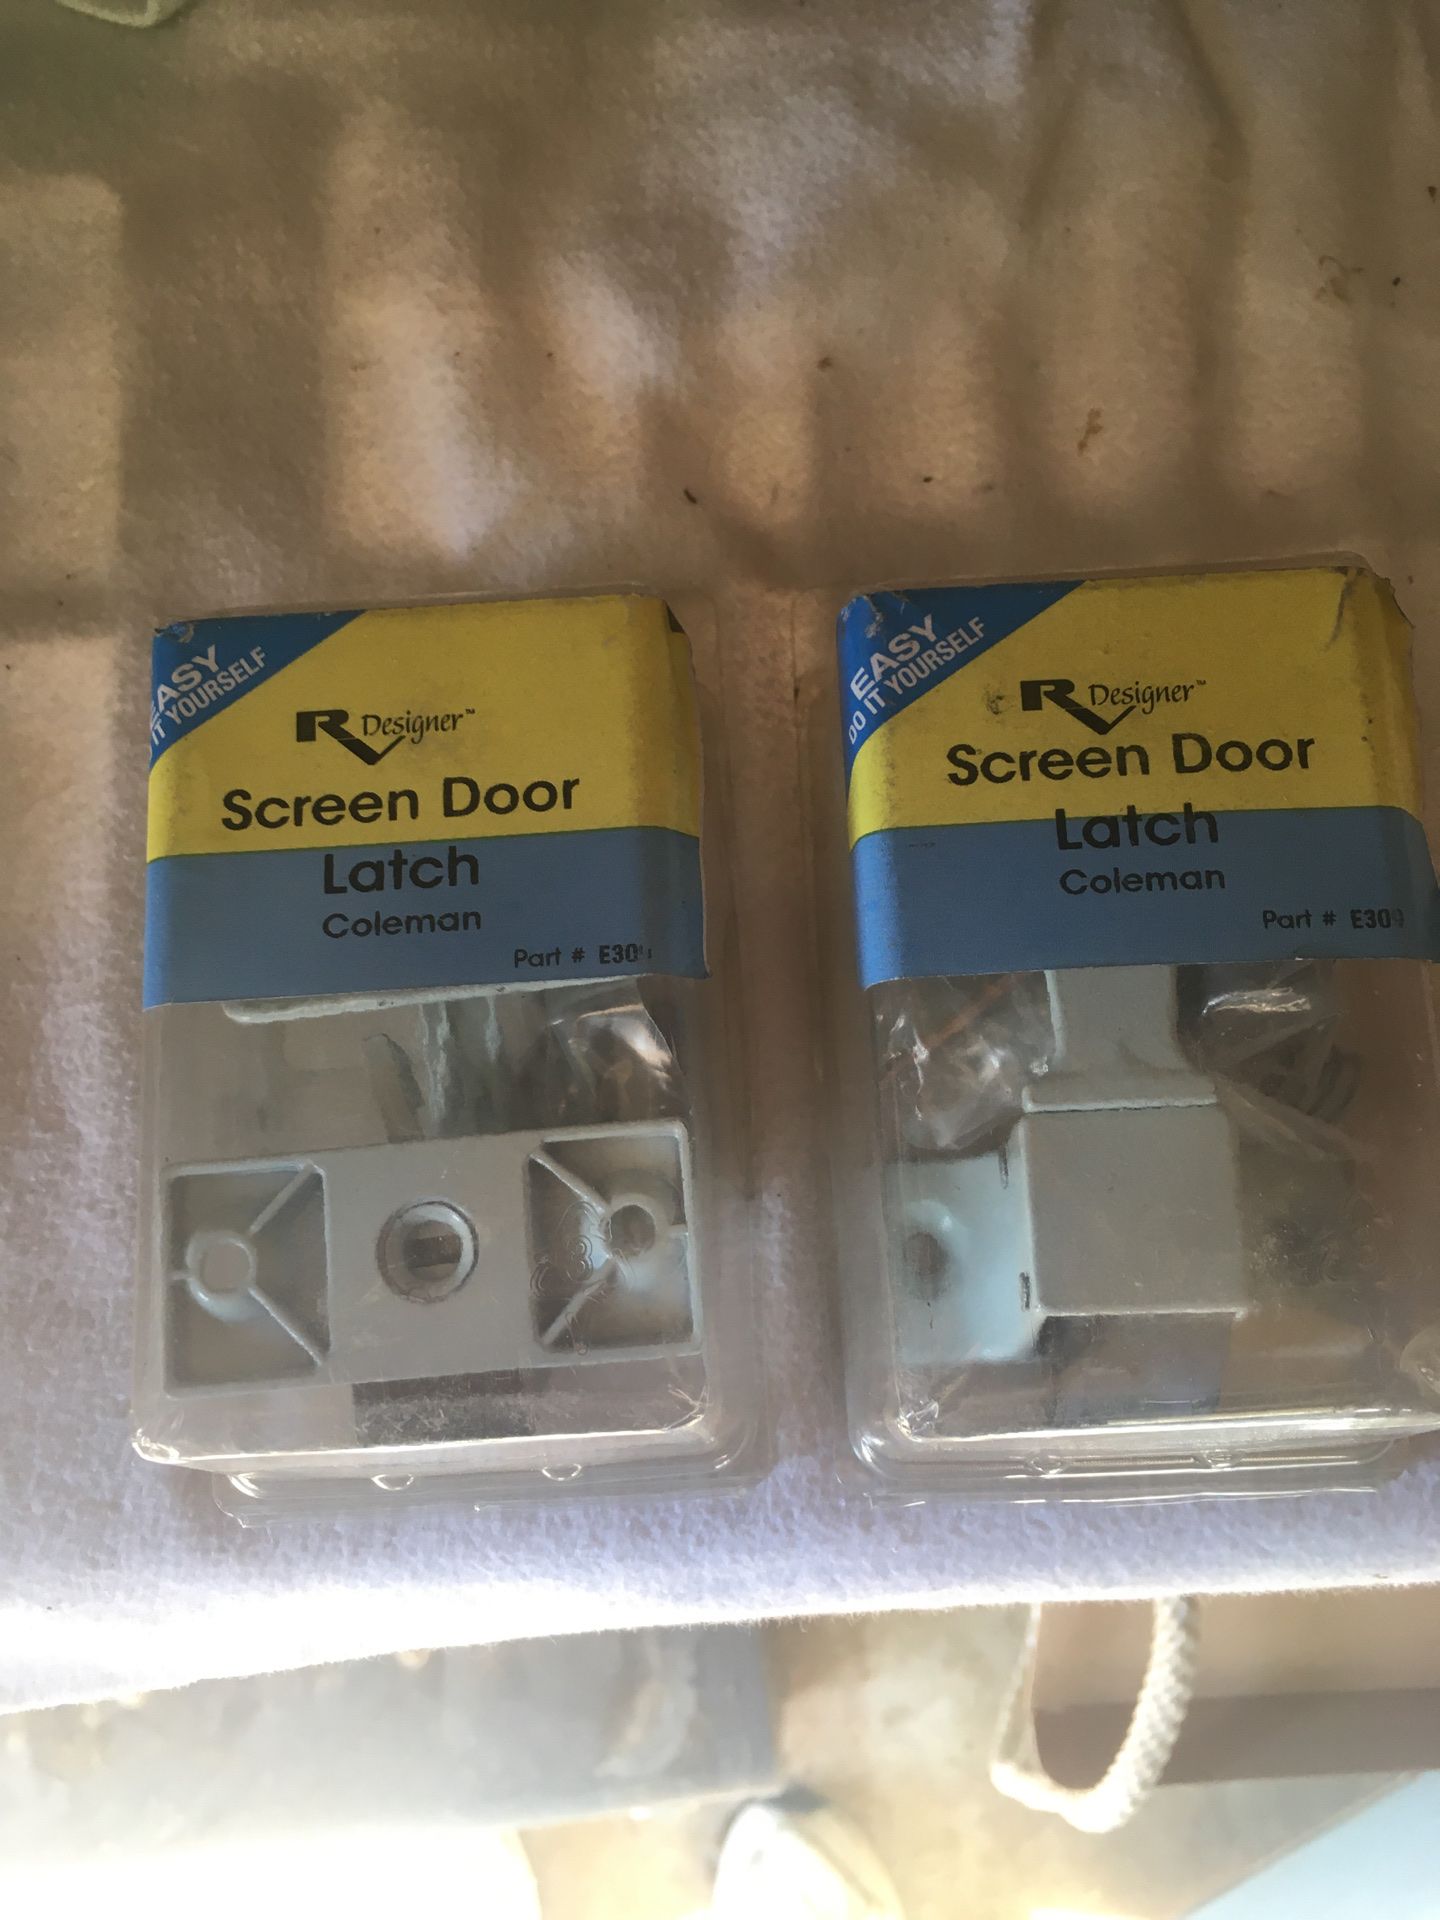 EASY
IT YOURSELF
RV Designer™
Screen Door
Latch
Coleman
Part #
EASY
DO IT YOURSELF
RV Designer™
Screen Door
Latch
Coleman
Part # E309